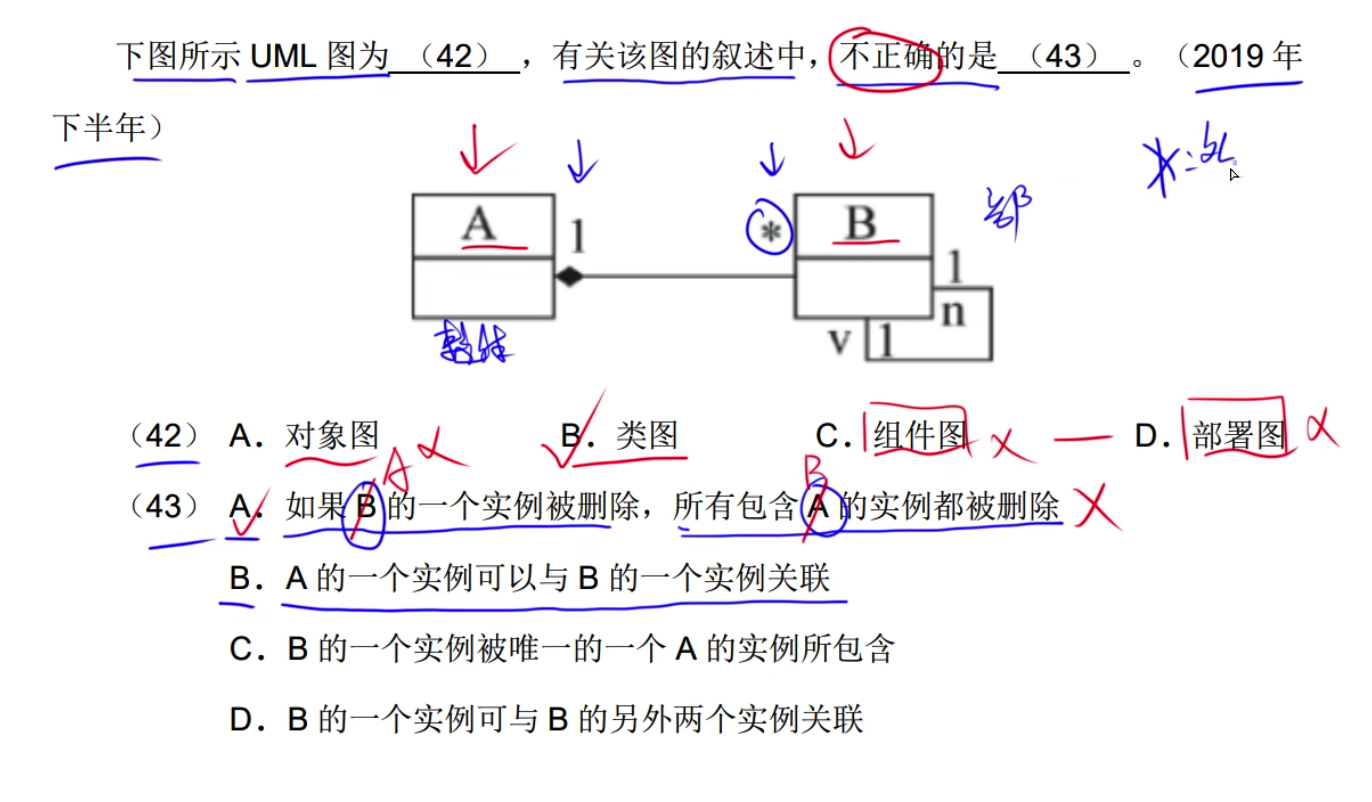 下图所示 UML 图为 （42） ，有关该图的叙述中，不正确的是 （43） 。（2019 年
下半年）
A 1 * B 部
1
n
v 1
整体
（42） A．对象图 B．类图 C．组件图 D．部署图
A B
（43） A．如果 B 的一个实例被删除，所有包含 A 的实例都被删除
B．A 的一个实例可以与 B 的一个实例关联
C．B 的一个实例被唯一的一个 A 的实例所包含
D．B 的一个实例可与 B 的另外两个实例关联